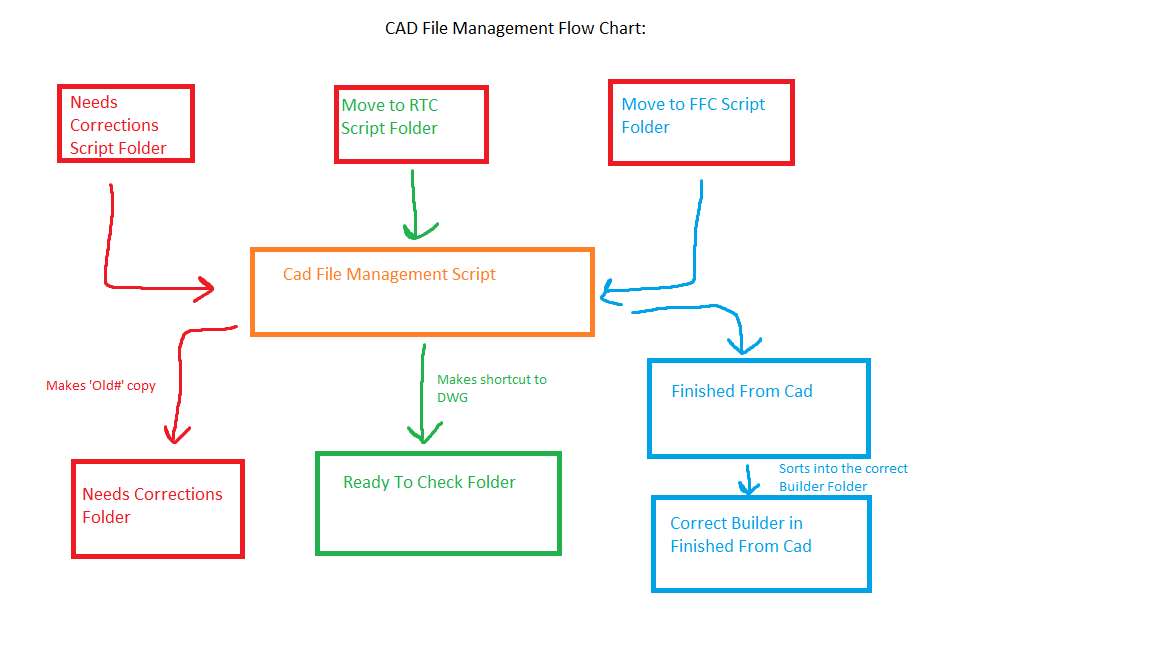 CAD File Management Flow Chart:
Needs
Corrections
Script Folder
Move to RTC
Script Folder
Move to FFC Script
Folder
Cad File Management Script
Makes 'Old#' copy
Makes shortcut to
DWG
Finished From Cad
Sorts into the correct
Builder Folder
Needs Corrections
Folder
Ready To Check Folder
Correct Builder in
Finished From Cad